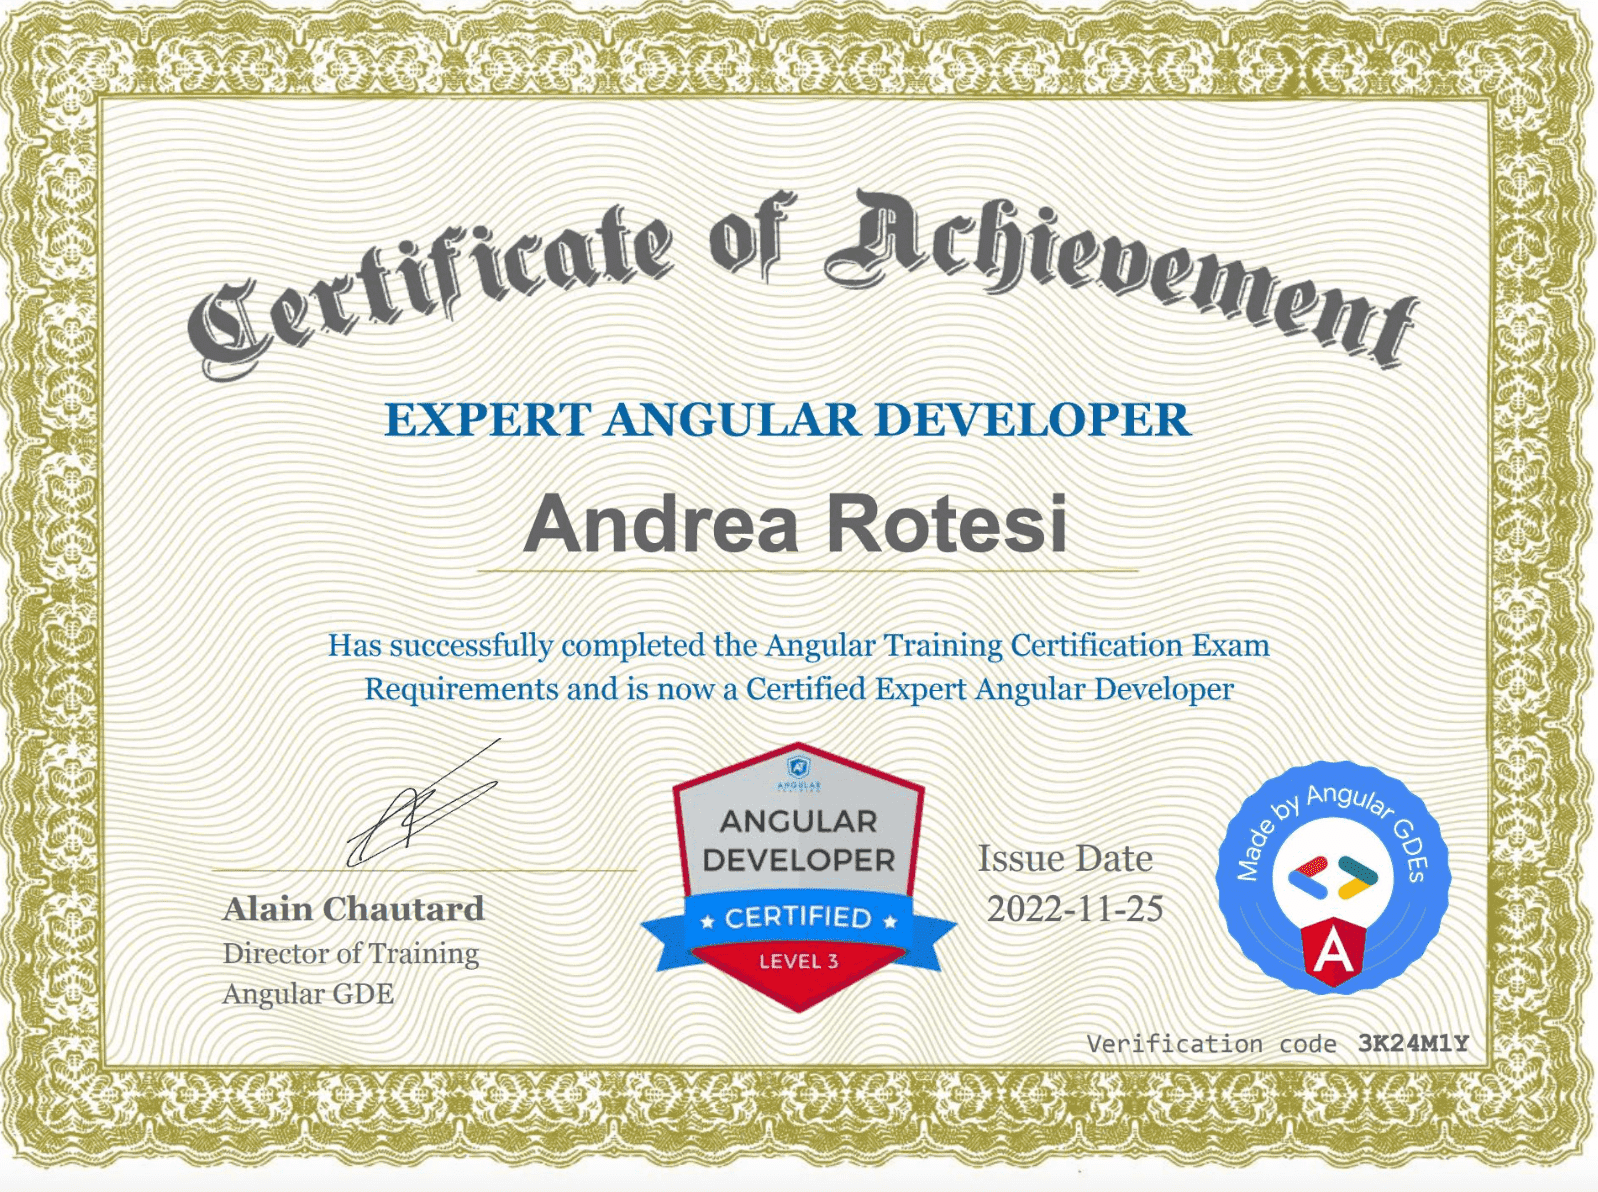 Certificate of Achievement
EXPERT ANGULAR DEVELOPER
Andrea Rotesi
Has successfully completed the Angular Training Certification Exam
Requirements and is now a Certified Expert Angular Developer
Alain Chautard
Director of Training
Angular GDE
ANGULAR
TRAINING
ANGULAR
DEVELOPER
CERTIFIED
LEVEL 3
Issue Date
2022-11-25
Made by Angular GDEs
A
Verification code 3K24M1Y